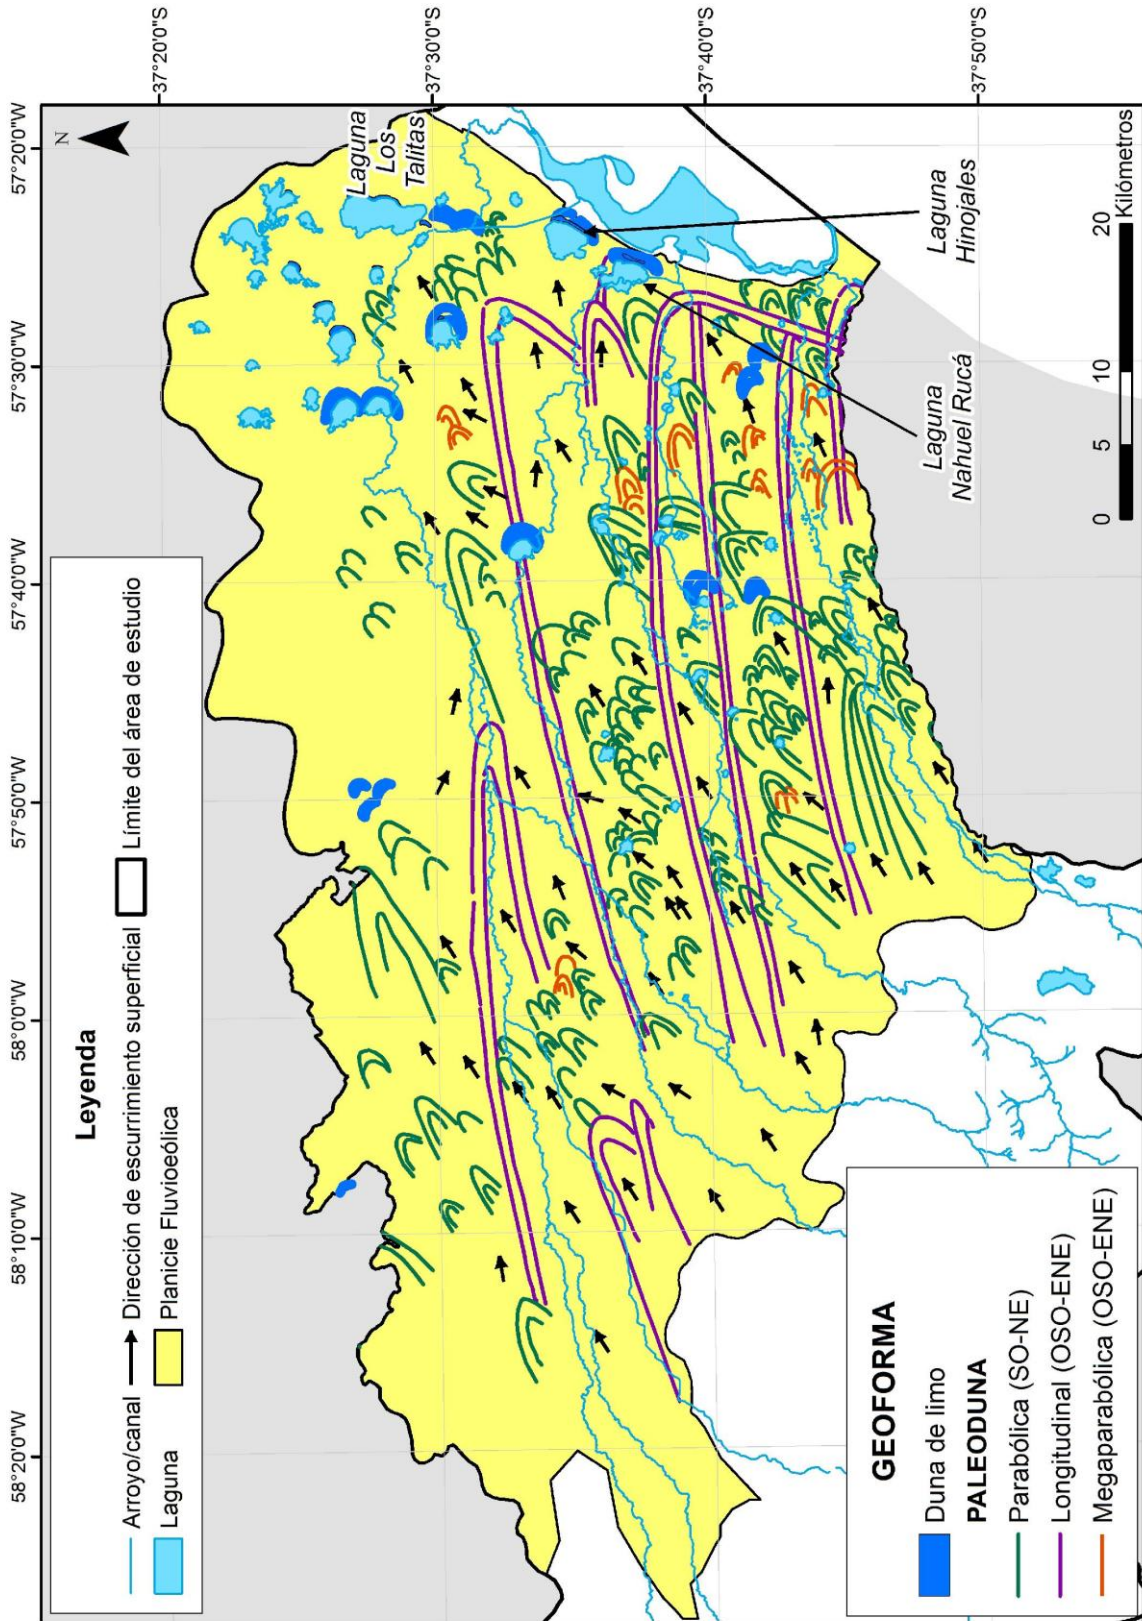 58°20'0"W
58°10'0"W
58°0'0"W
57°50'0"W
57°40'0"W
57°30'0"W
57°20'0"W
37°20'0"S
37°30'0"S
37°40'0"S
37°50'0"S
N
Leyenda
Arroyo/canal
Dirección de escurrimiento superficial
Límite del área de estudio
Laguna
Planicie Fluvioeólica
Laguna
Los
Talitas
Laguna
Hinojales
Laguna
Nahuel Rucá
GEOFORMA
Duna de limo
PALEODUNA
Parabólica (SO-NE)
Longitudinal (OSO-ENE)
Megaparabólica (OSO-ENE)
0 5 10 20
Kilómetros